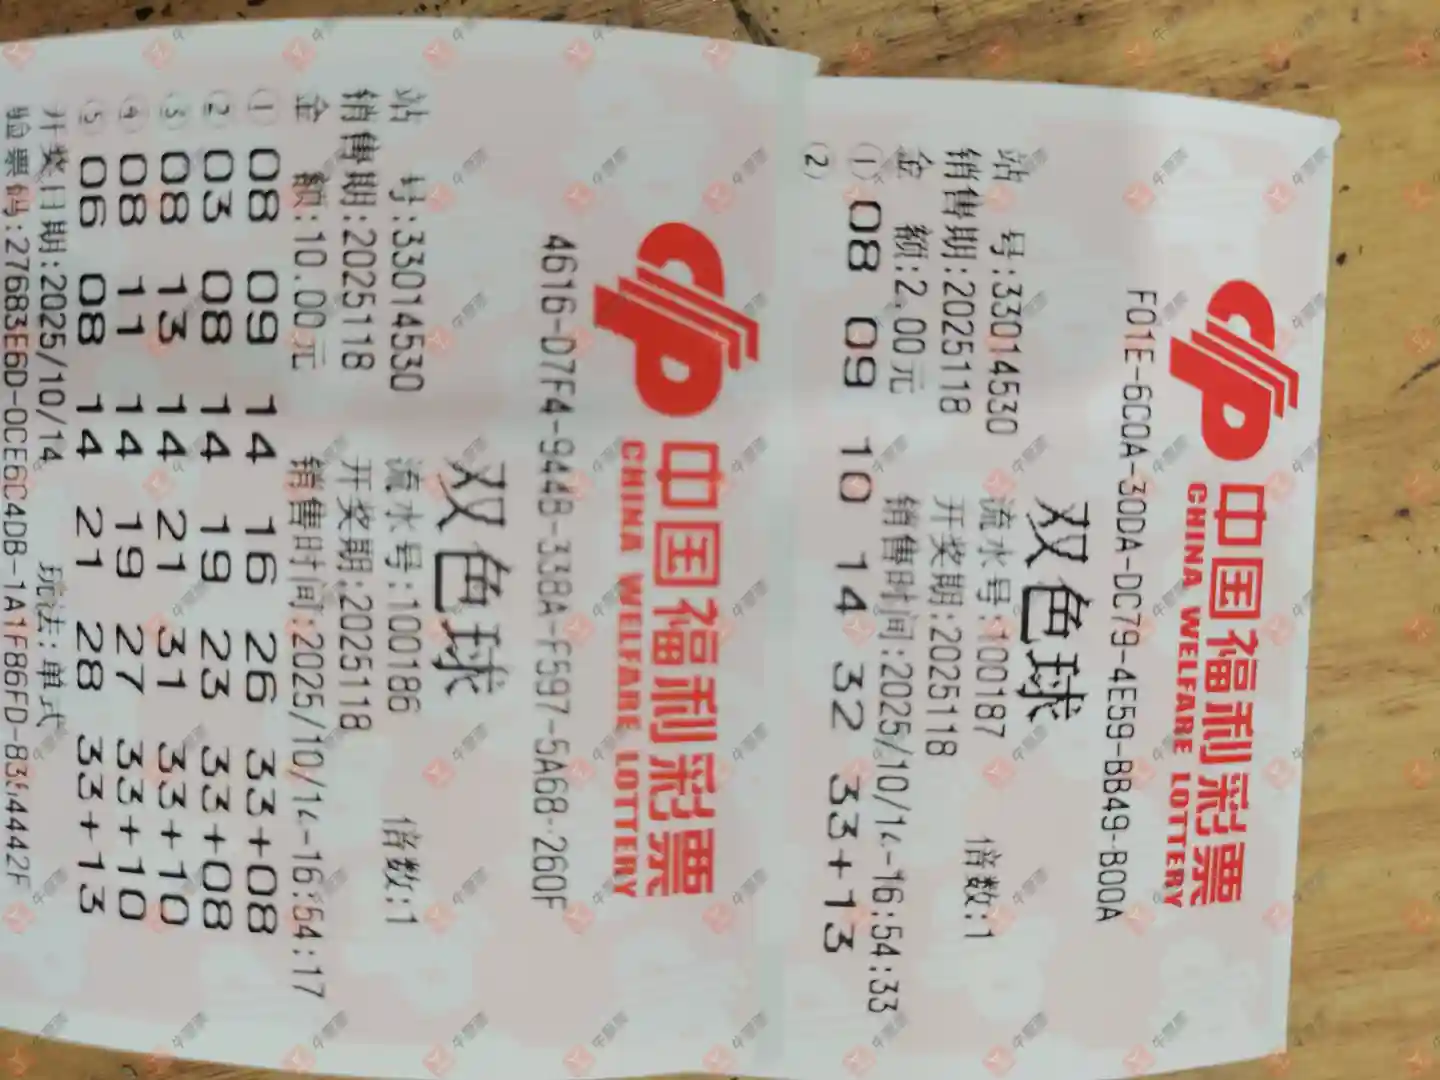 中国福利彩票
CHINA WELFARE LOTTERY
F01E-6C0A-30DA-DC79-4E59-BB49-B00A
双色球
站 号:33014530 流水号:100187 倍数:1
销售期:2025118 开奖期:2025118
金 额:2.00元 销售时间:2025/10/14-16:54:33
① 08 09 10 14 32 33+13
②
中国福利彩票
CHINA WELFARE LOTTERY
4616-D7F4-944B-33BA-F597-5A68-260F
双色球
站 号:33014530 流水号:100186 倍数:1
销售期:2025118 开奖期:2025118
金 额:10.00元 销售时间:2025/10/14-16:54:17
① 08 09 14 16 26 33+08
② 03 08 14 19 23 33+08
③ 08 13 14 21 31 33+10
④ 08 11 14 19 27 33+10
⑤ 06 08 14 21 28 33+13
开奖日期:2025/10/14 玩法:单式
验票码:27683E6D-0CE6C4DB-1A1F86FD